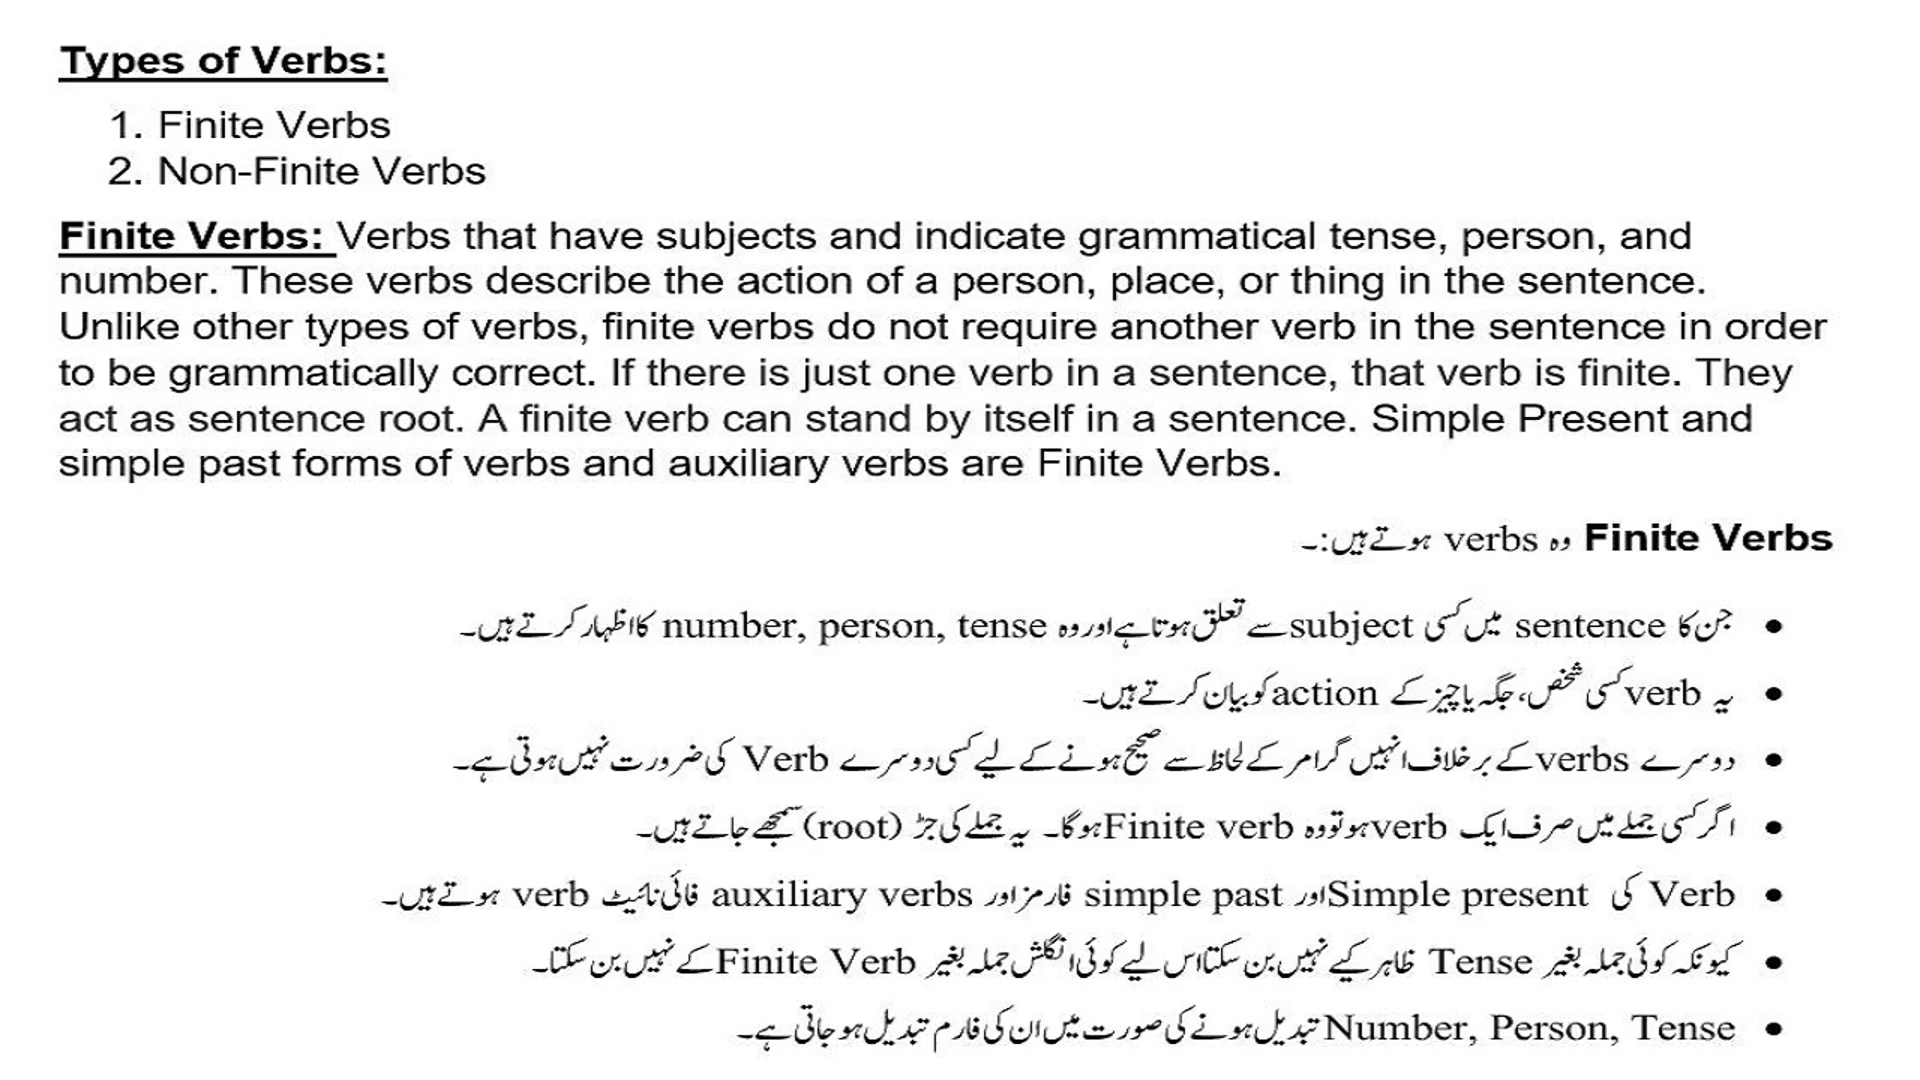 Types of Verbs:
1. Finite Verbs
2. Non-Finite Verbs
Finite Verbs: Verbs that have subjects and indicate grammatical tense, person, and
number. These verbs describe the action of a person, place, or thing in the sentence.
Unlike other types of verbs, finite verbs do not require another verb in the sentence in order
to be grammatically correct. If there is just one verb in a sentence, that verb is finite. They
act as sentence root. A finite verb can stand by itself in a sentence. Simple Present and
simple past forms of verbs and auxiliary verbs are Finite Verbs.
Finite Verbs وہ verbs ہوتے ہیں:۔
• جن کا sentence میں کسی subject سے تعلق ہوتا ہے اور وہ number, person, tense کا اظہار کرتے ہیں۔
• یہ verb کسی شخص، جگہ یا چیز کے action کو بیان کرتے ہیں۔
• دوسرے verbs کے برخلاف انہیں گرامر کے لحاظ سے صحیح ہونے کے لیے کسی دوسرے Verb کی ضرورت نہیں ہوتی ہے۔
• اگر کسی جملے میں صرف ایک verb ہو تو وہ Finite verb ہوگا۔ یہ جملے کی جڑ (root) سمجھے جاتے ہیں۔
• Verb کی Simple present اور simple past فارمز اور auxiliary verbs فائی نائیٹ verb ہوتے ہیں۔
• کیونکہ کوئی جملہ بغیر Tense ظاہر کیے نہیں بن سکتا اس لیے کوئی انگلش جملہ بغیر Finite Verb کے نہیں بن سکتا۔
• Number, Person, Tense تبدیل ہونے کی صورت میں ان کی فارم تبدیل ہو جاتی ہے۔